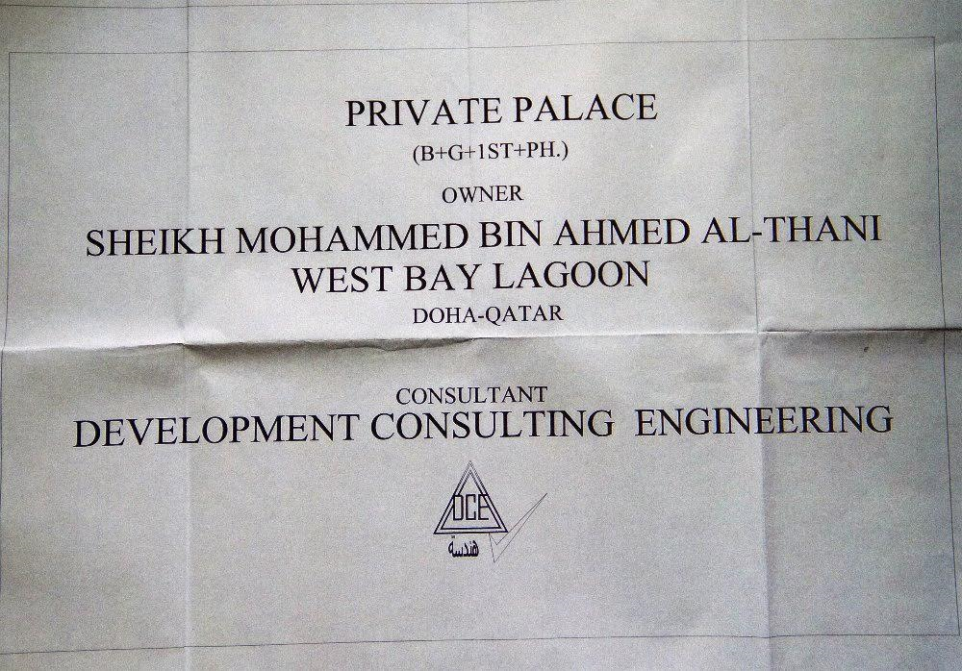 PRIVATE PALACE
(B+G+1ST+PH.)
OWNER
SHEIKH MOHAMMED BIN AHMED AL-THANI
WEST BAY LAGOON
DOHA-QATAR
CONSULTANT
DEVELOPMENT CONSULTING ENGINEERING
DCE
هندسة